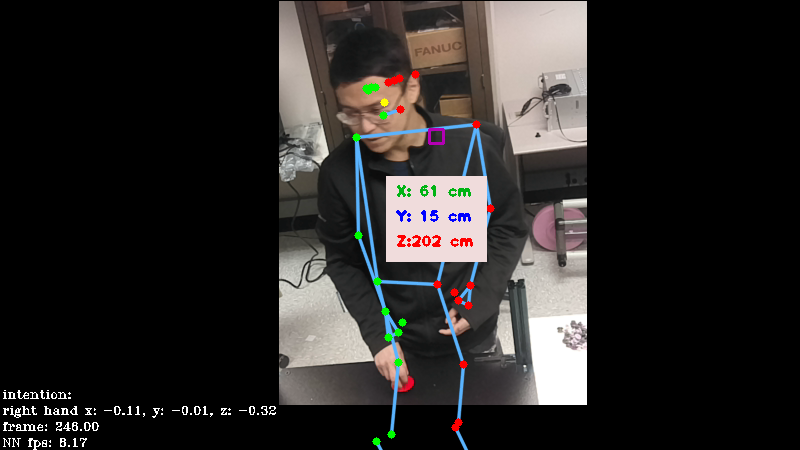 FANUC
X: 61 cm
Y: 15 cm
Z:202 cm
intention:
right hand x: -0.11, y: -0.01, z: -0.32
frame: 246.00
NN fps: 8.17